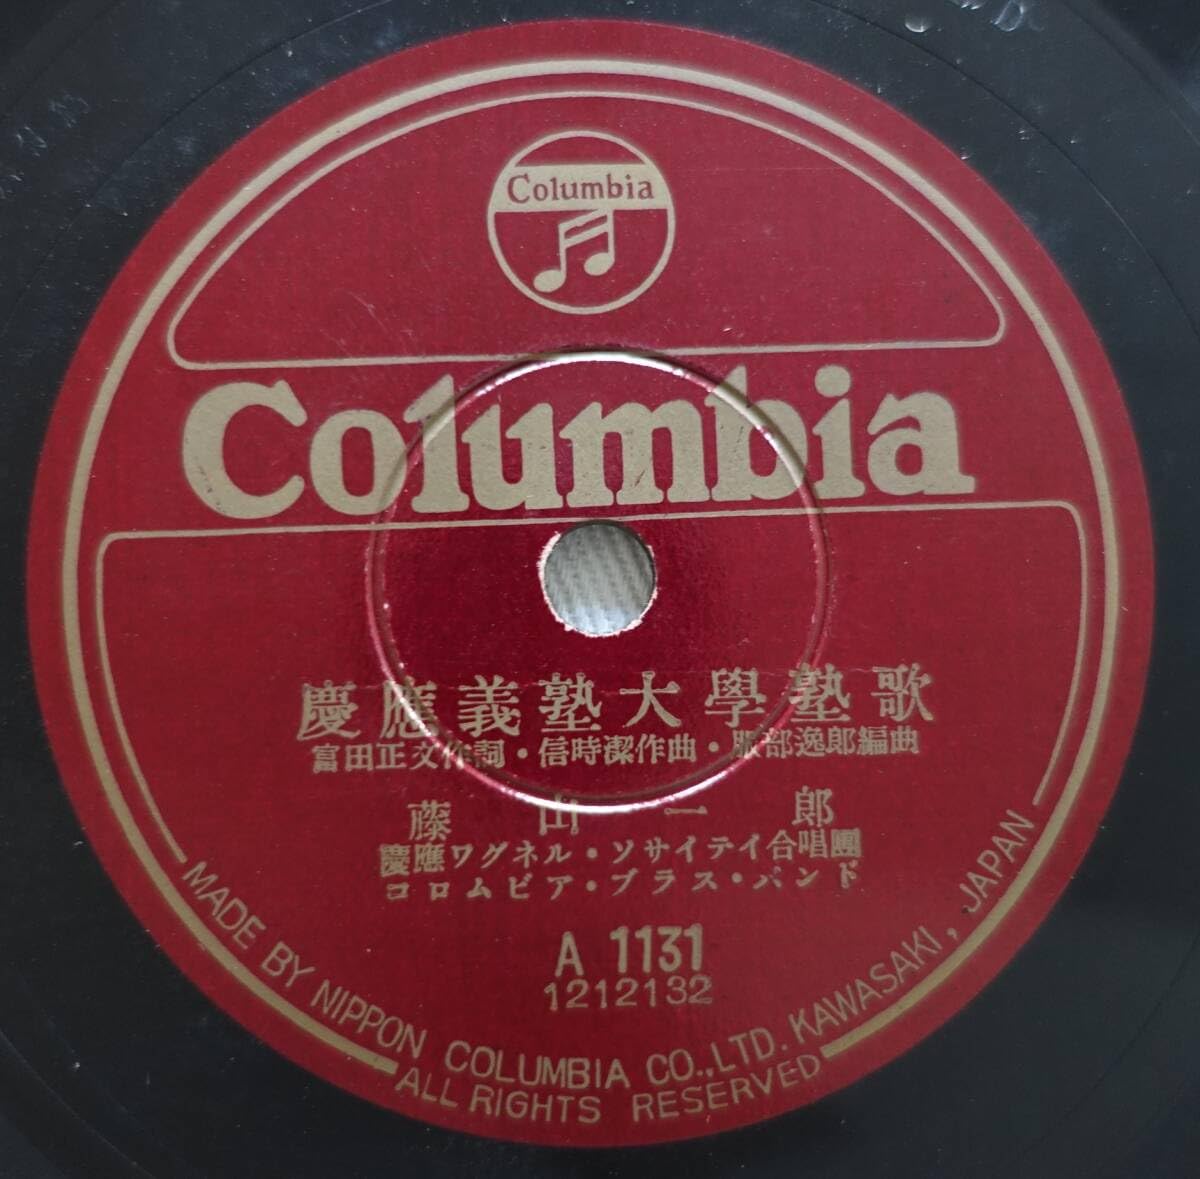 Columbia
Columbia
慶應義塾大學塾歌
富田正文作詞・信時潔作曲・服部逸郎編曲
藤山一郎
慶應ワグネル・ソサイテイ合唱團
コロムビア・ブラス・バンド
A 1131
1212132
MADE BY NIPPON COLUMBIA CO., LTD. KAWASAKI, JAPAN
ALL RIGHTS RESERVED